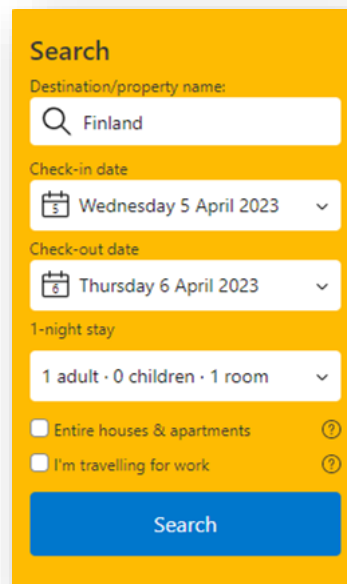 Search
Destination/property name:
Finland
Check-in date
5 Wednesday 5 April 2023
Check-out date
6 Thursday 6 April 2023
1-night stay
1 adult · 0 children · 1 room
Entire houses & apartments ?
I'm travelling for work ?
Search